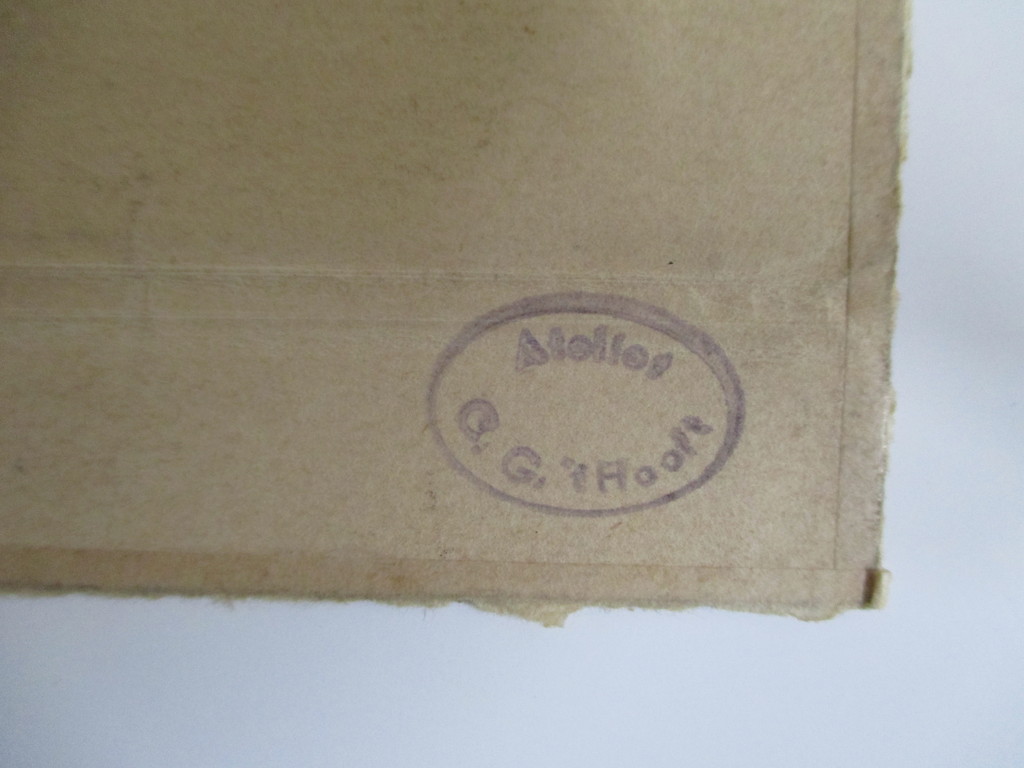 Atelier
C. G. 't Hooft